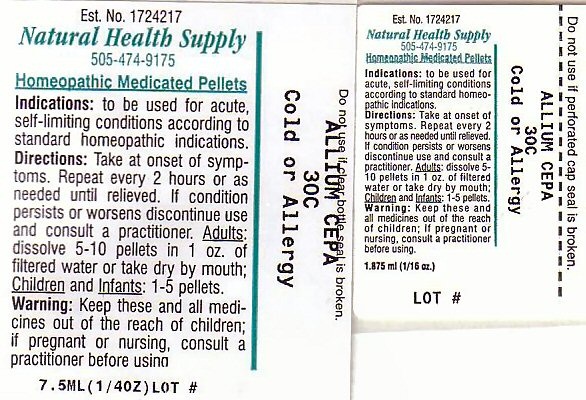 Est. No. 1724217
Natural Health Supply
505-474-9175
Homeopathic Medicated Pellets
Indications: to be used for acute,
self-limiting conditions according to
standard homeopathic indications.
Directions: Take at onset of symp-
toms. Repeat every 2 hours or as
needed until relieved. If condition
persists or worsens discontinue use
and consult a practitioner. Adults:
dissolve 5-10 pellets in 1 oz. of
filtered water or take dry by mouth;
Children and Infants: 1-5 pellets.
Warning: Keep these and all medi-
cines out of the reach of children;
if pregnant or nursing, consult a
practitioner before using
7.5ML(1/4OZ)LOT #
Do not use if clear bottle seal is broken.
ALLIUM CEPA
30C
Cold or Allergy
Est. No. 1724217
Natural Health Supply
505-474-9175
Homeopathic Medicated Pellets
Indications: to be used for
acute, self-limiting conditions
according to standard homeo-
pathic indications.
Directions: Take at onset of
symptoms. Repeat every 2
hours or as needed until relieved.
If condition persists or worsens
discontinue use and consult a
practitioner. Adults: dissolve 5-
10 pellets in 1 oz. of filtered
water or take dry by mouth;
Children and Infants: 1-5 pellets.
Warning: Keep these and
all medicines out of the reach
of children; If pregnant or
nursing, consult a practitioner
before using.
1.875 ml (1/16 oz.)
LOT #
Do not use if perforated cap seal is broken.
ALLIUM CEPA
30C
Cold or Allergy